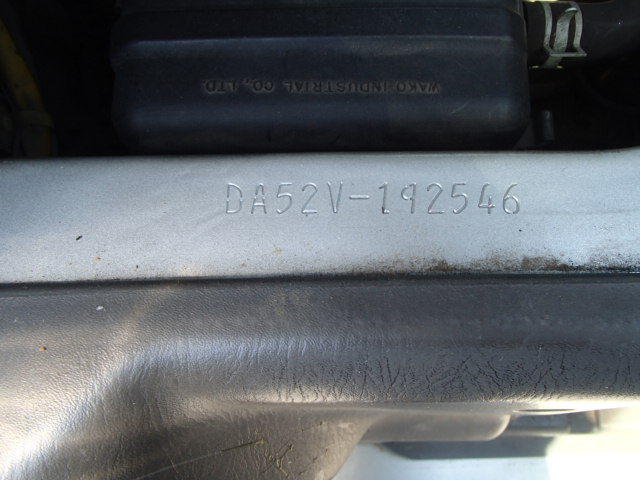 WAKO INDUSTRIAL CO., LTD.
DA52V-192546